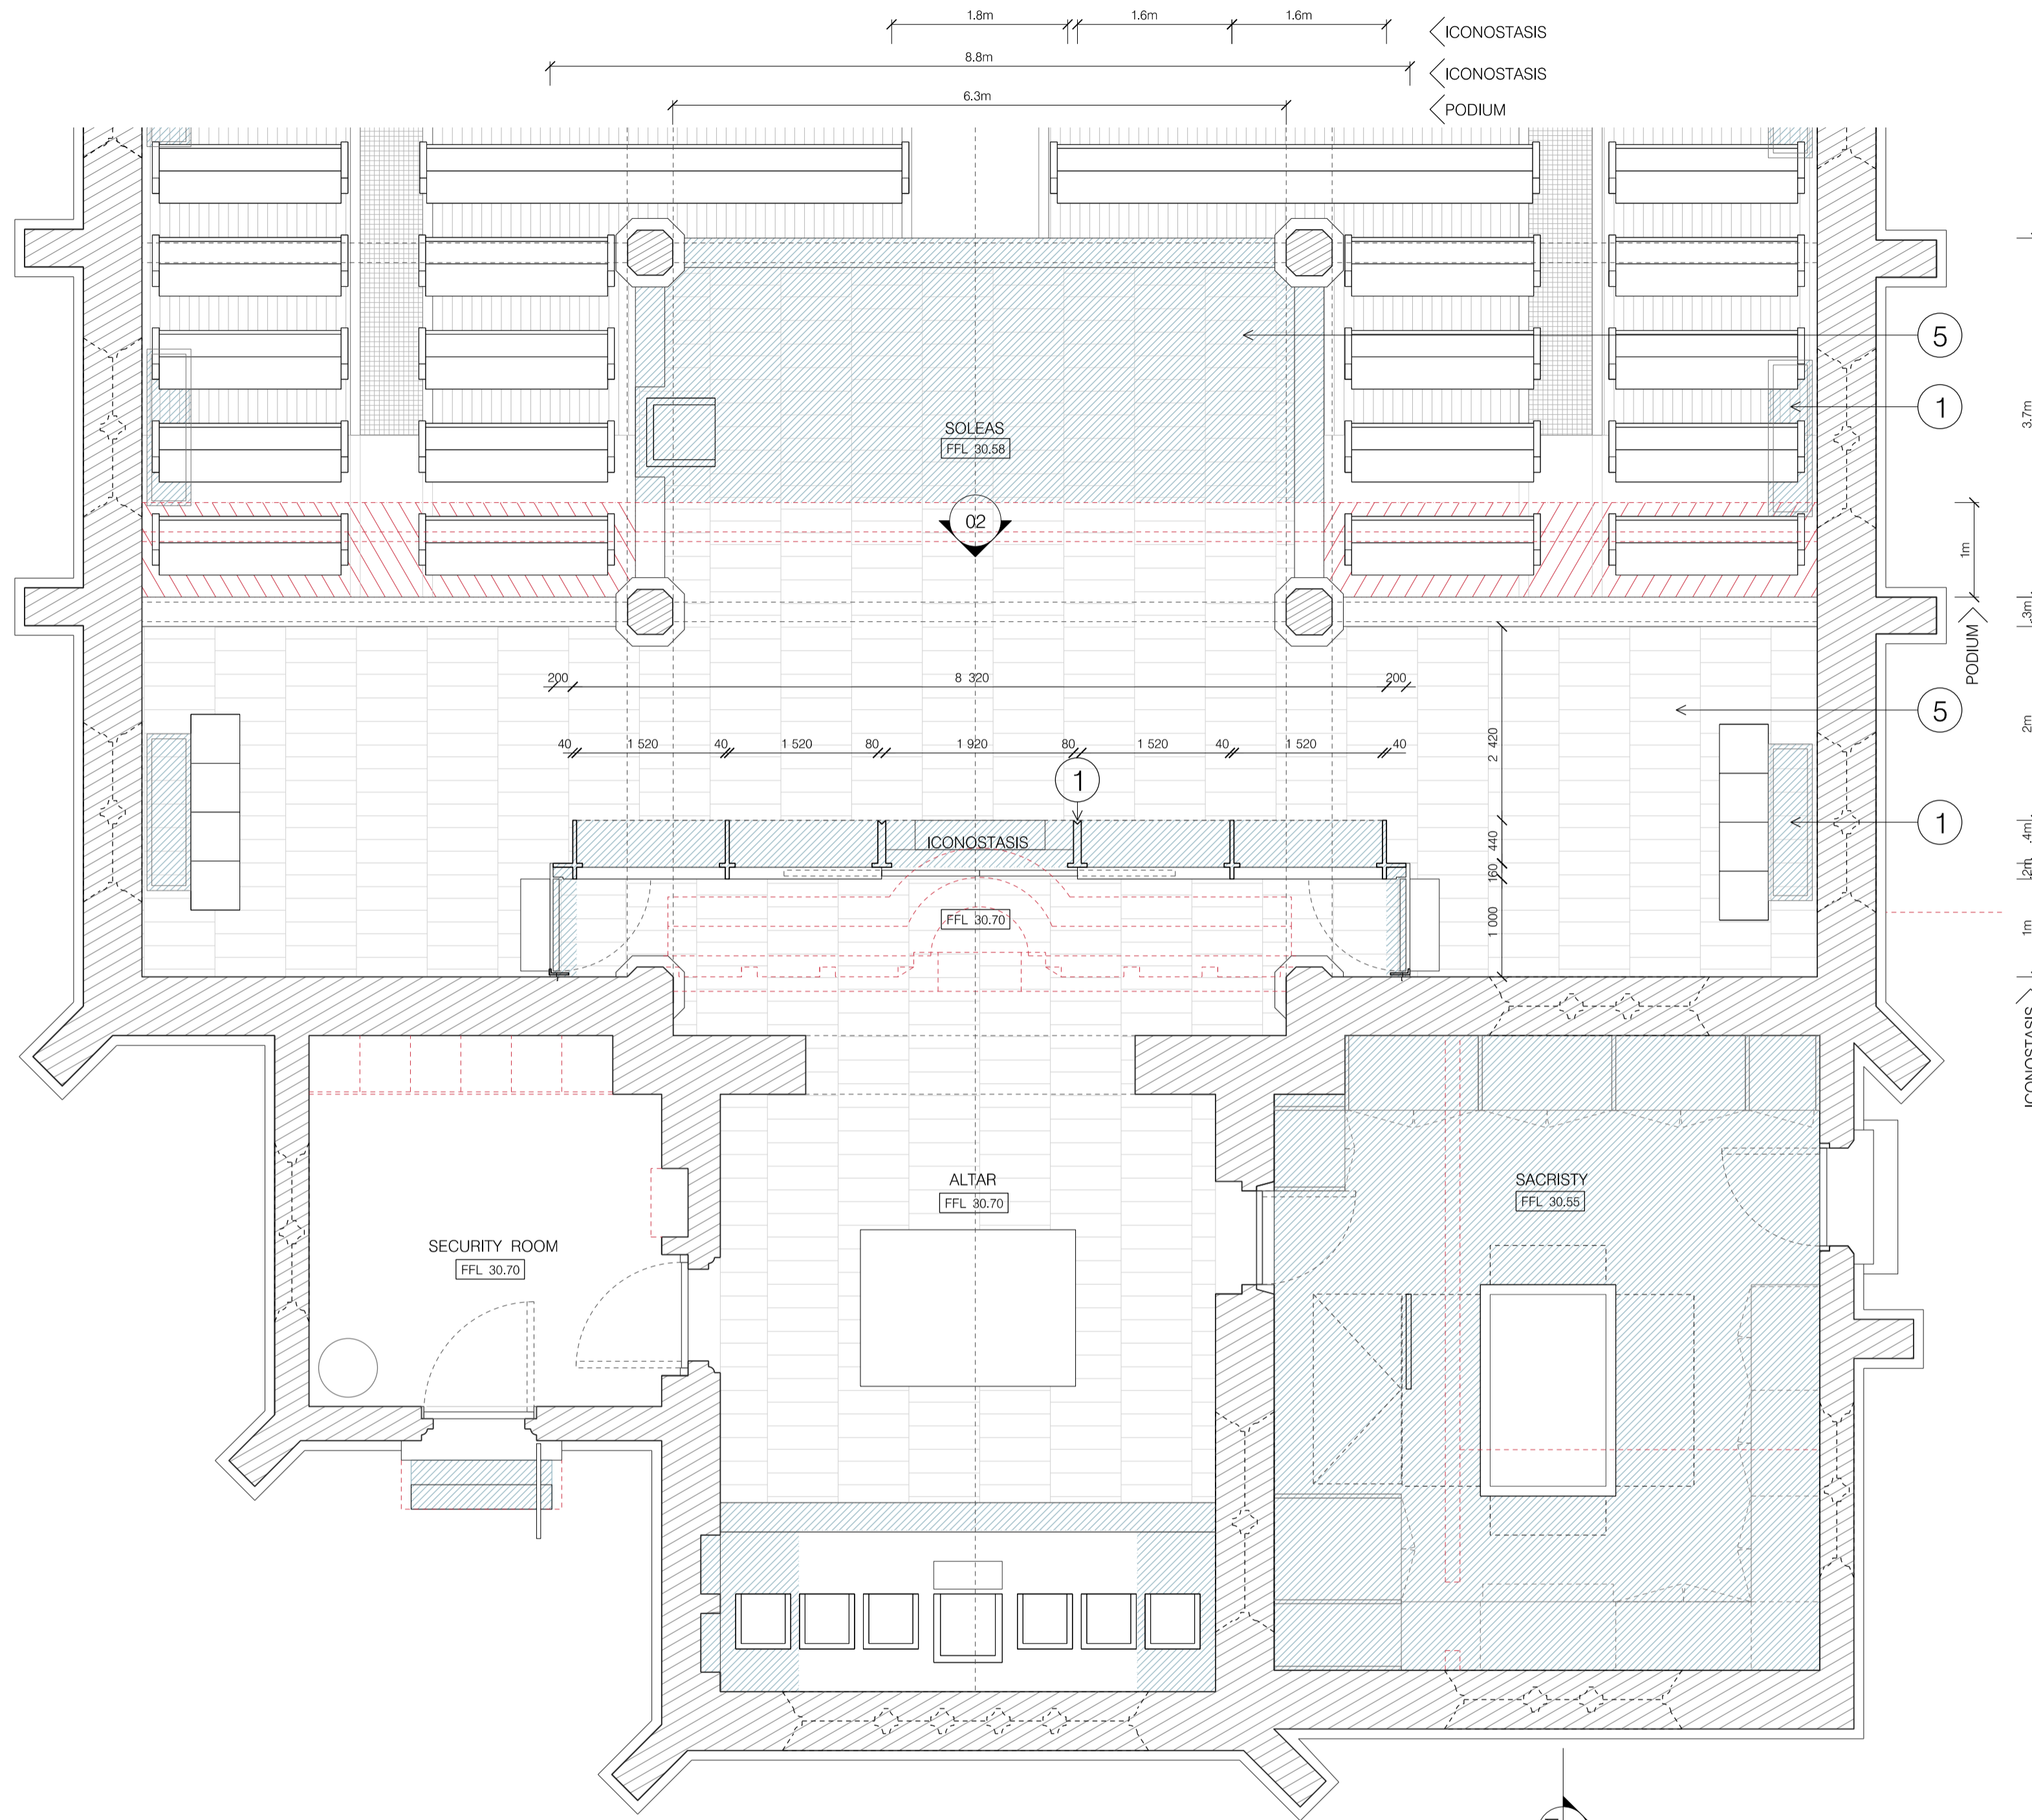 1.8m 1.6m 1.6m
ICONOSTASIS
8.8m
ICONOSTASIS
6.3m
PODIUM
5
1
3.7m
SOLEAS
FFL 30.58
02
1m
.3m
PODIUM
200 8 320 200
5
2m
40 1 520 40 1 520 80 1 920 80 1 520 40 1 520 40
2 420
1
1
ICONOSTASIS
440
.4m
160
.2m
FFL 30.70
1 000
1m
ICONOSTASIS
ALTAR
FFL 30.70
SACRISTY
FFL 30.55
SECURITY ROOM
FFL 30.70